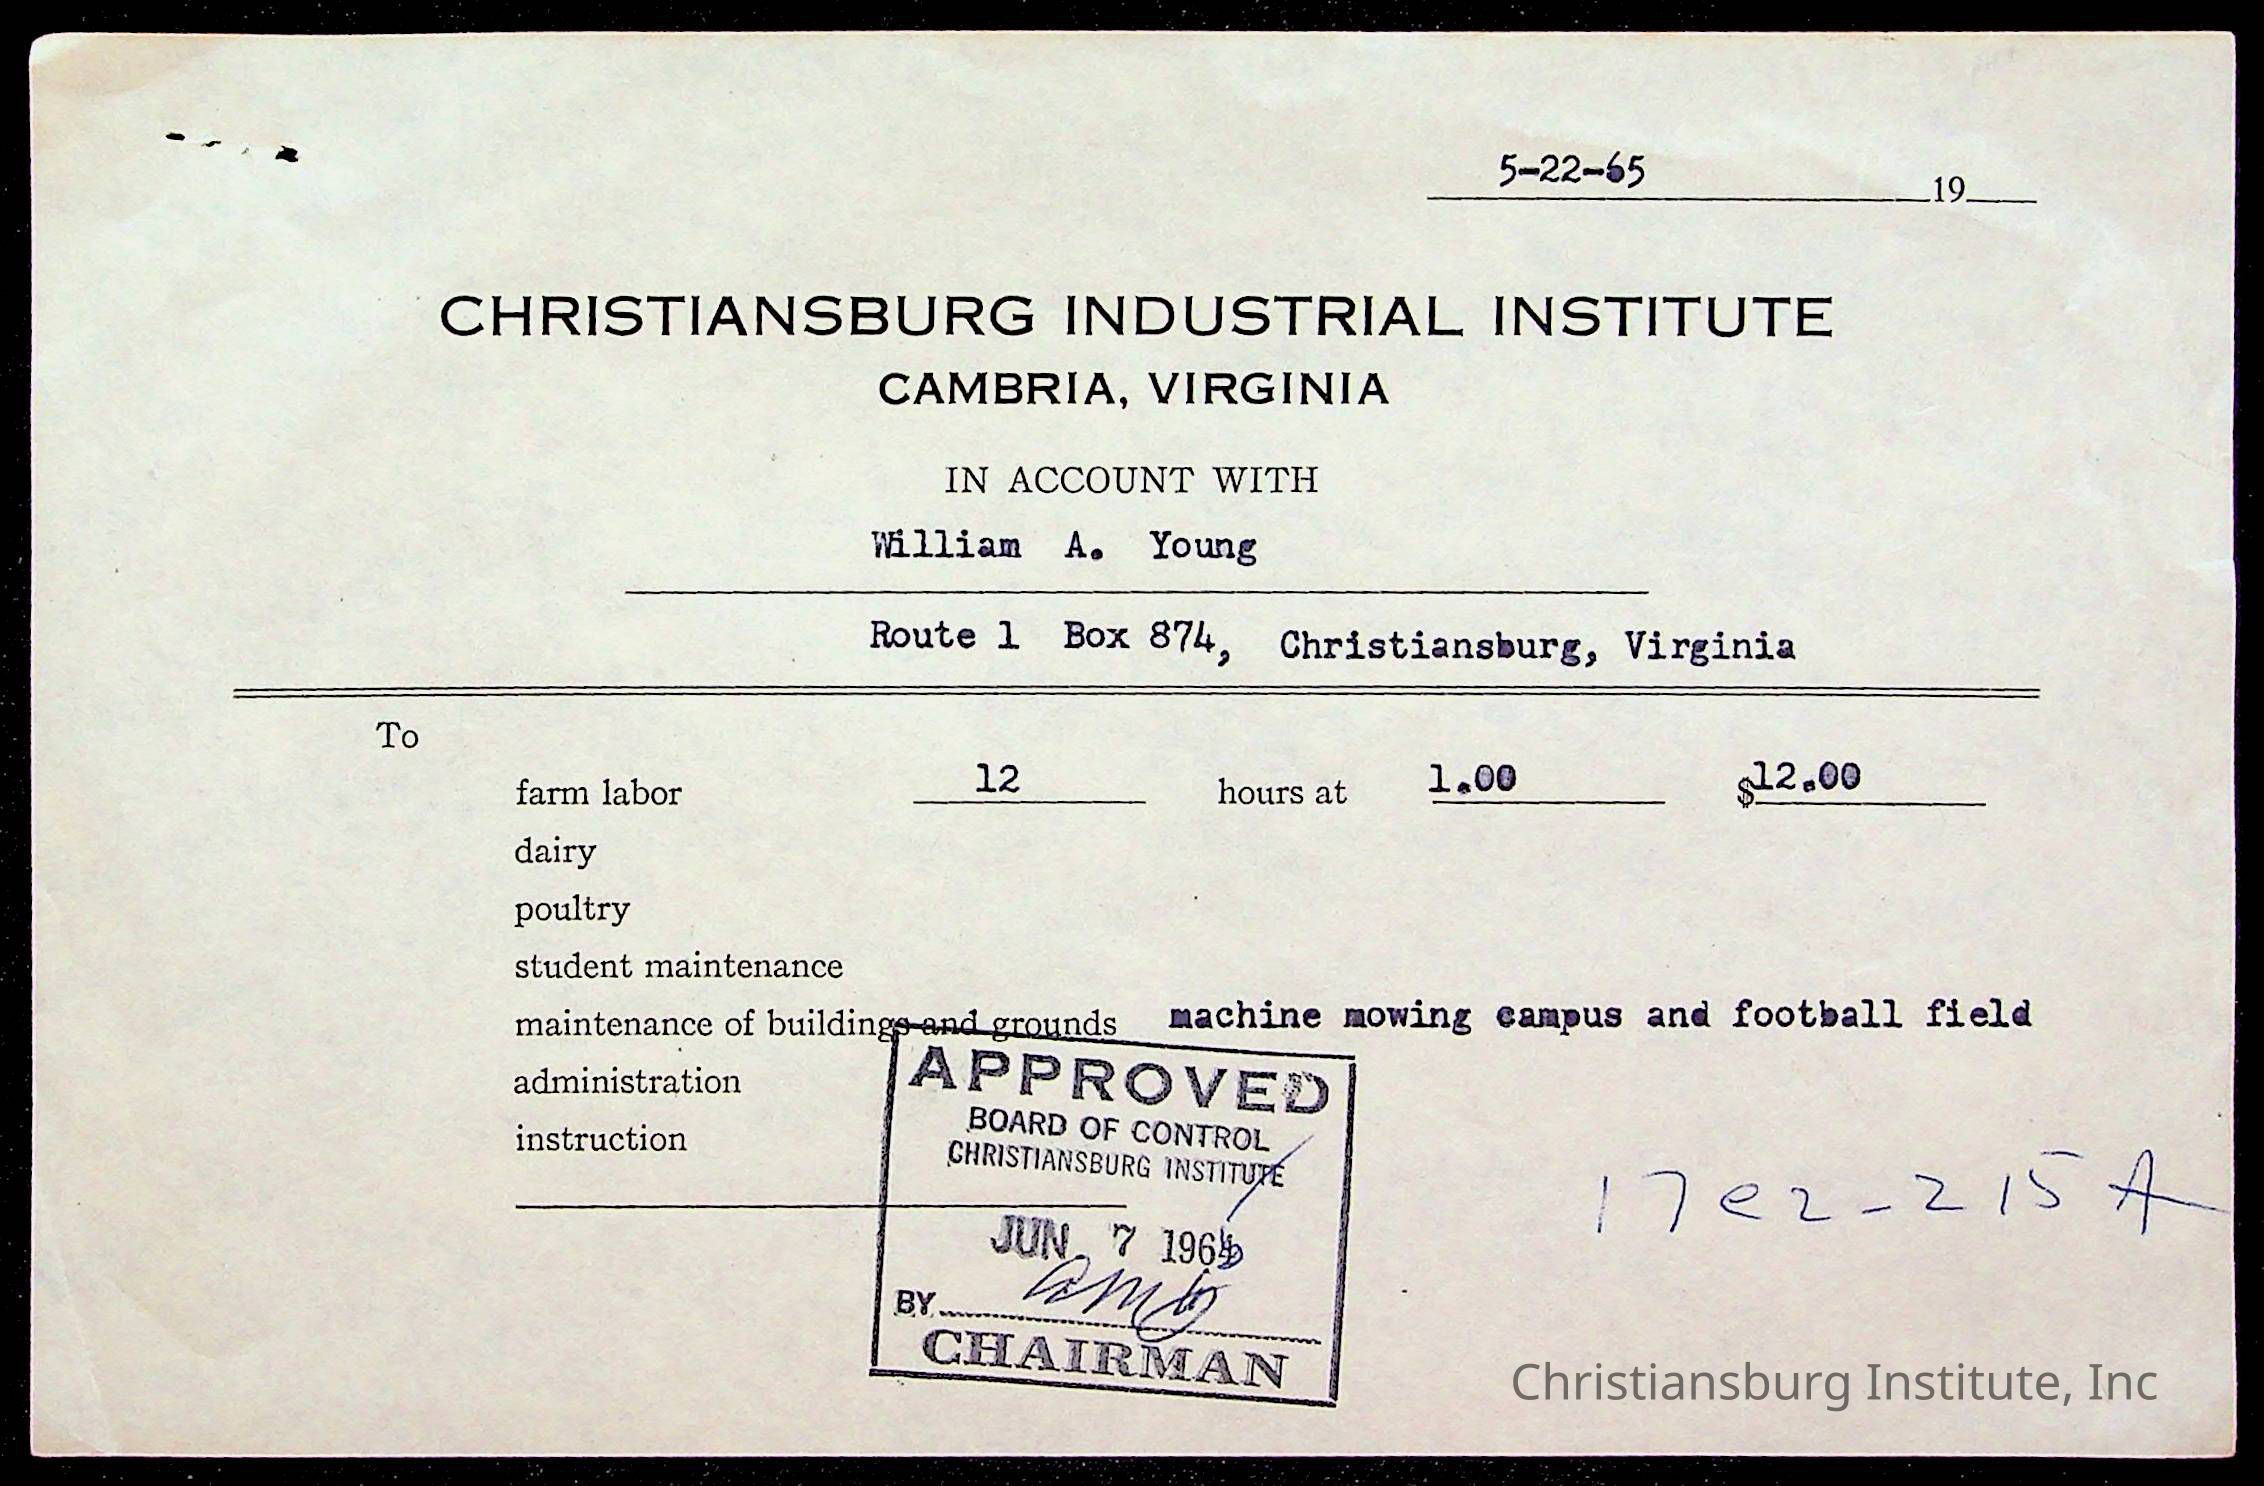 5-22-65 19
CHRISTIANSBURG INDUSTRIAL INSTITUTE
CAMBRIA, VIRGINIA
IN ACCOUNT WITH
William A. Young
Route 1 Box 874, Christiansburg, Virginia
To
farm labor 12 hours at 1.00 $12.00
dairy
poultry
student maintenance
maintenance of buildings and grounds machine mowing campus and football field
administration
instruction
APPROVED
BOARD OF CONTROL
CHRISTIANSBURG INSTITUTE
JUN 7 1965
BY
CHAIRMAN
17e2-215A
Christiansburg Institute, Inc